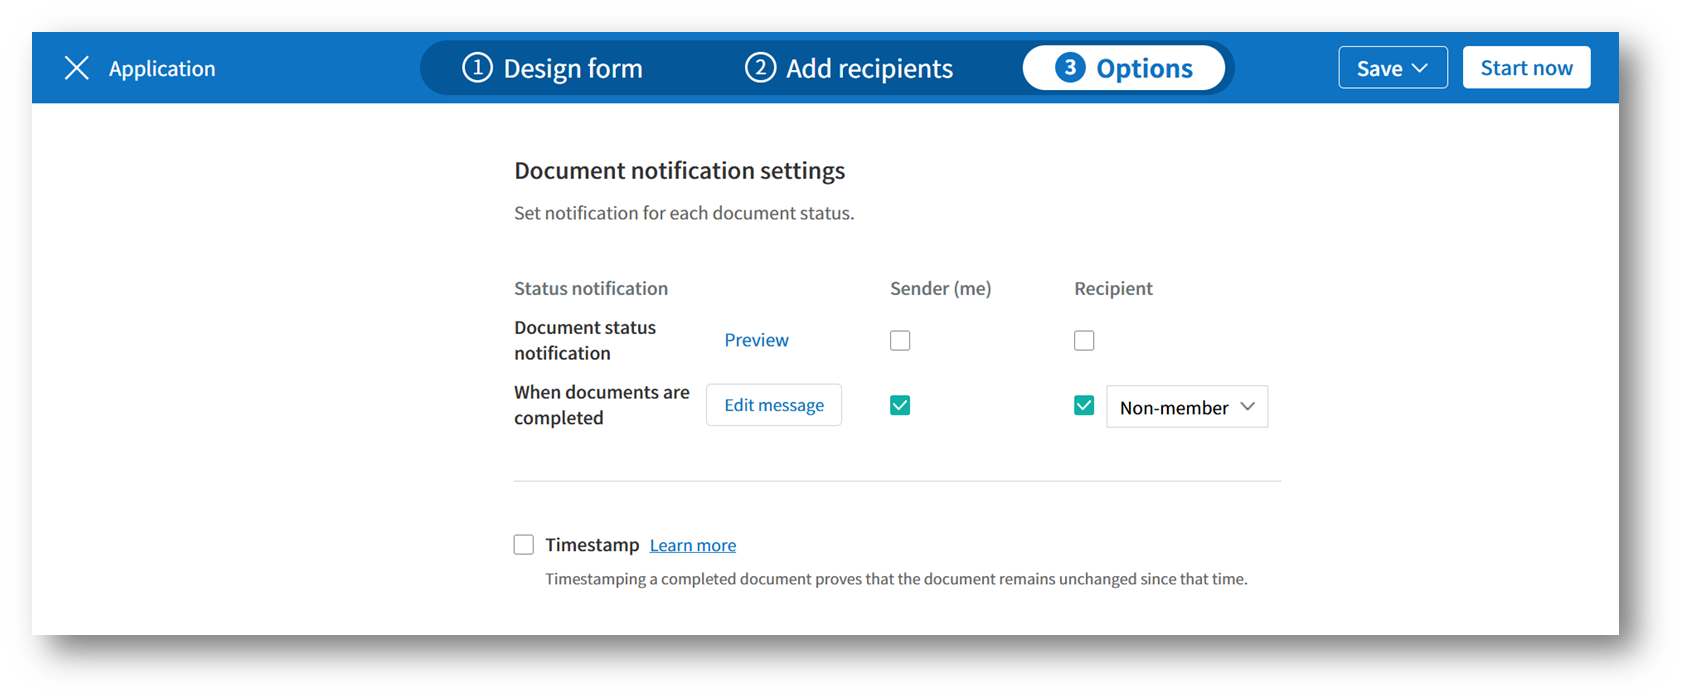 Application
1 Design form
2 Add recipients
3 Options
Save
Start now
Document notification settings
Set notification for each document status.
Status notification Sender (me) Recipient
Document status
notification
Preview
When documents are
completed
Edit message
Non-member
Timestamp Learn more
Timestamping a completed document proves that the document remains unchanged since that time.